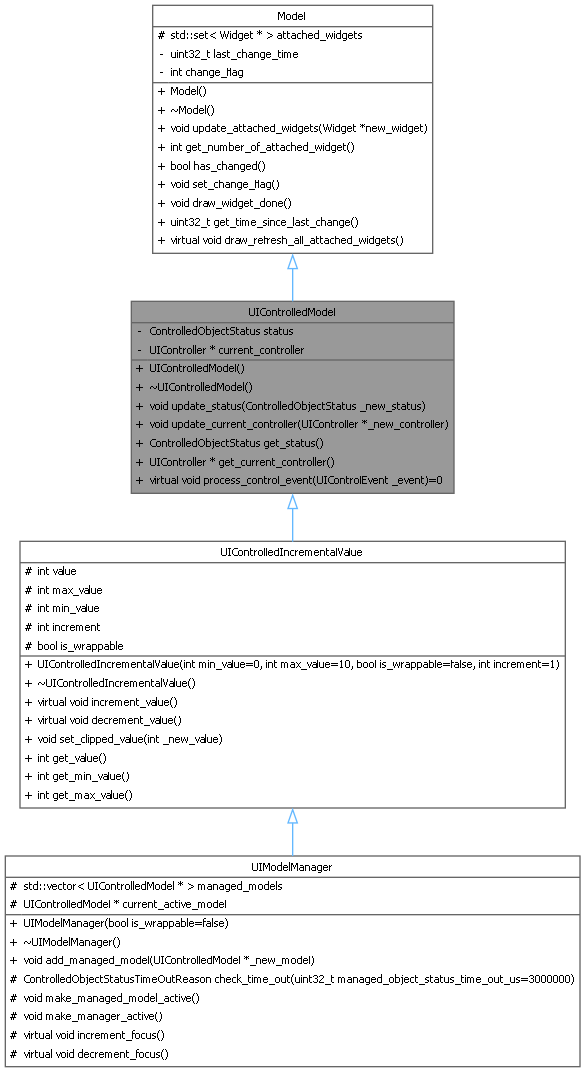 Model
# std::set< Widget * > attached_widgets
- uint32_t last_change_time
- int change_flag
+ Model()
+ ~Model()
+ void update_attached_widgets(Widget *new_widget)
+ int get_number_of_attached_widget()
+ bool has_changed()
+ void set_change_flag()
+ void draw_widget_done()
+ uint32_t get_time_since_last_change()
+ virtual void draw_refresh_all_attached_widgets()
UIControlledModel
- ControlledObjectStatus status
- UIController * current_controller
+ UIControlledModel()
+ ~UIControlledModel()
+ void update_status(ControlledObjectStatus _new_status)
+ void update_current_controller(UIController *_new_controller)
+ ControlledObjectStatus get_status()
+ UIController * get_current_controller()
+ virtual void process_control_event(UIControlEvent _event)=0
UIControlledIncrementalValue
# int value
# int max_value
# int min_value
# int increment
# bool is_wrappable
+ UIControlledIncrementalValue(int min_value=0, int max_value=10, bool is_wrappable=false, int increment=1)
+ ~UIControlledIncrementalValue()
+ virtual void increment_value()
+ virtual void decrement_value()
+ void set_clipped_value(int _new_value)
+ int get_value()
+ int get_min_value()
+ int get_max_value()
UIModelManager
# std::vector< UIControlledModel * > managed_models
# UIControlledModel * current_active_model
+ UIModelManager(bool is_wrappable=false)
+ ~UIModelManager()
+ void add_managed_model(UIControlledModel *_new_model)
# ControlledObjectStatusTimeOutReason check_time_out(uint32_t managed_object_status_time_out_us=3000000)
# void make_managed_model_active()
# void make_manager_active()
# virtual void increment_focus()
# virtual void decrement_focus()